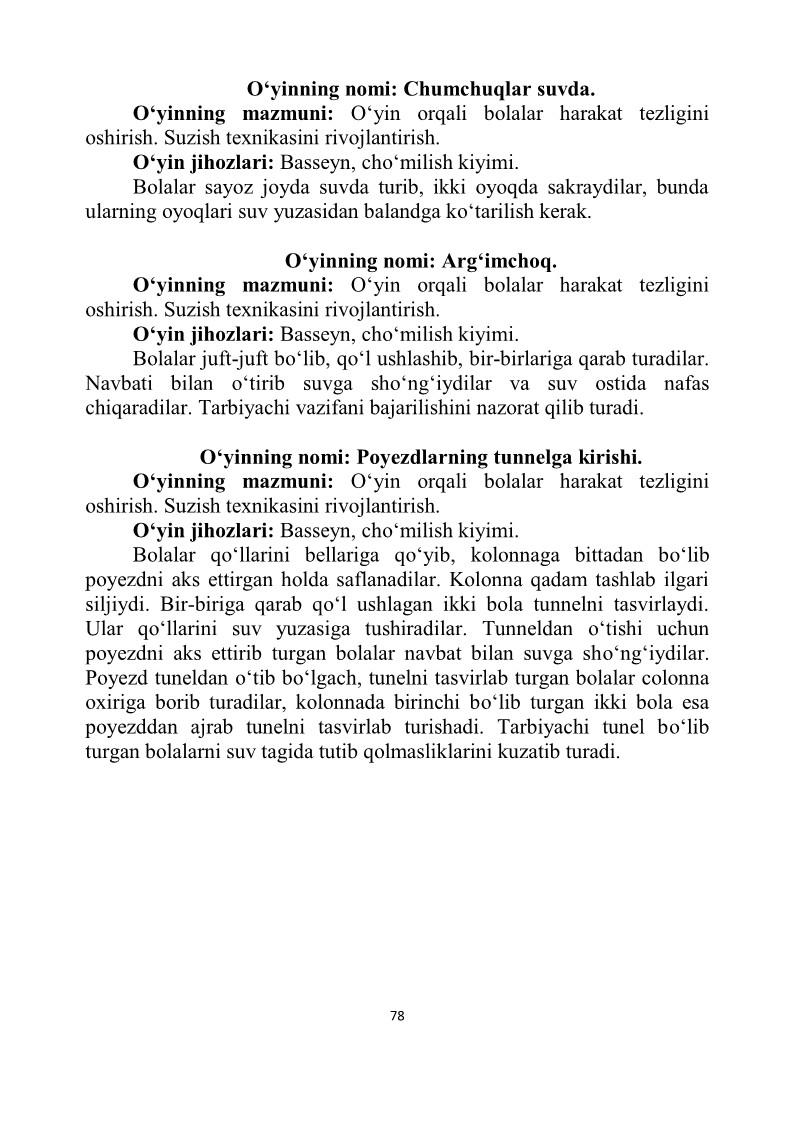 O‘yinning nomi: Chumchuqlar suvda.
O‘yinning mazmuni: O‘yin orqali bolalar harakat tezligini
oshirish. Suzish texnikasini rivojlantirish.
O‘yin jihozlari: Basseyn, cho‘milish kiyimi.
Bolalar sayoz joyda suvda turib, ikki oyoqda sakraydilar, bunda
ularning oyoqlari suv yuzasidan balandga ko‘tarilish kerak.
O‘yinning nomi: Arg‘imchoq.
O‘yinning mazmuni: O‘yin orqali bolalar harakat tezligini
oshirish. Suzish texnikasini rivojlantirish.
O‘yin jihozlari: Basseyn, cho‘milish kiyimi.
Bolalar juft-juft bo‘lib, qo‘l ushlashib, bir-birlariga qarab turadilar.
Navbati bilan o‘tirib suvga sho‘ng‘iydilar va suv ostida nafas
chiqaradilar. Tarbiyachi vazifani bajarilishini nazorat qilib turadi.
O‘yinning nomi: Poyezdlarning tunnelga kirishi.
O‘yinning mazmuni: O‘yin orqali bolalar harakat tezligini
oshirish. Suzish texnikasini rivojlantirish.
O‘yin jihozlari: Basseyn, cho‘milish kiyimi.
Bolalar qo‘llarini bellariga qo‘yib, kolonnaga bittadan bo‘lib
poyezdni aks ettirgan holda saflanadilar. Kolonna qadam tashlab ilgari
siljiydi. Bir-biriga qarab qo‘l ushlagan ikki bola tunnelni tasvirlaydi.
Ular qo‘llarini suv yuzasiga tushiradilar. Tunneldan o‘tishi uchun
poyezdni aks ettirib turgan bolalar navbat bilan suvga sho‘ng‘iydilar.
Poyezd tuneldan o‘tib bo‘lgach, tunelni tasvirlab turgan bolalar colonna
oxiriga borib turadilar, kolonnada birinchi bo‘lib turgan ikki bola esa
poyezddan ajrab tunelni tasvirlab turishadi. Tarbiyachi tunel bo‘lib
turgan bolalarni suv tagida tutib qolmasliklarini kuzatib turadi.
78